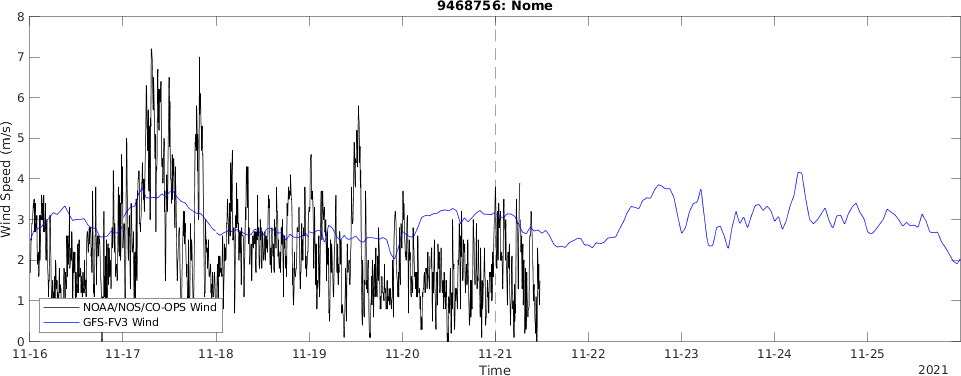 9468756: Nome
8
7
6
5
4
3
2
1
0
Wind Speed (m/s)
NOAA/NOS/CO-OPS Wind
GFS-FV3 Wind
11-16 11-17 11-18 11-19 11-20 11-21 11-22 11-23 11-24 11-25
Time
2021